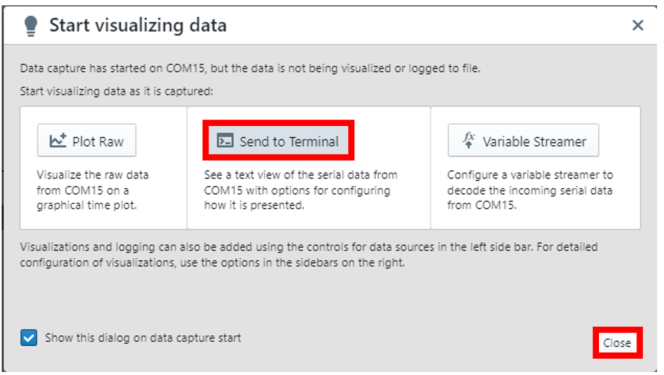 Start visualizing data
Data capture has started on COM15, but the data is not being visualized or logged to file.
Start visualizing data as it is captured:
Plot Raw
Visualize the raw data
from COM15 on a
graphical time plot.
Send to Terminal
See a text view of the serial data from
COM15 with options for configuring
how it is presented.
Variable Streamer
Configure a variable streamer to
decode the incoming serial data
from COM15.
Visualizations and logging can also be added using the controls for data sources in the left side bar. For detailed
configuration of visualizations, use the options in the sidebars on the right.
Show this dialog on data capture start
Close